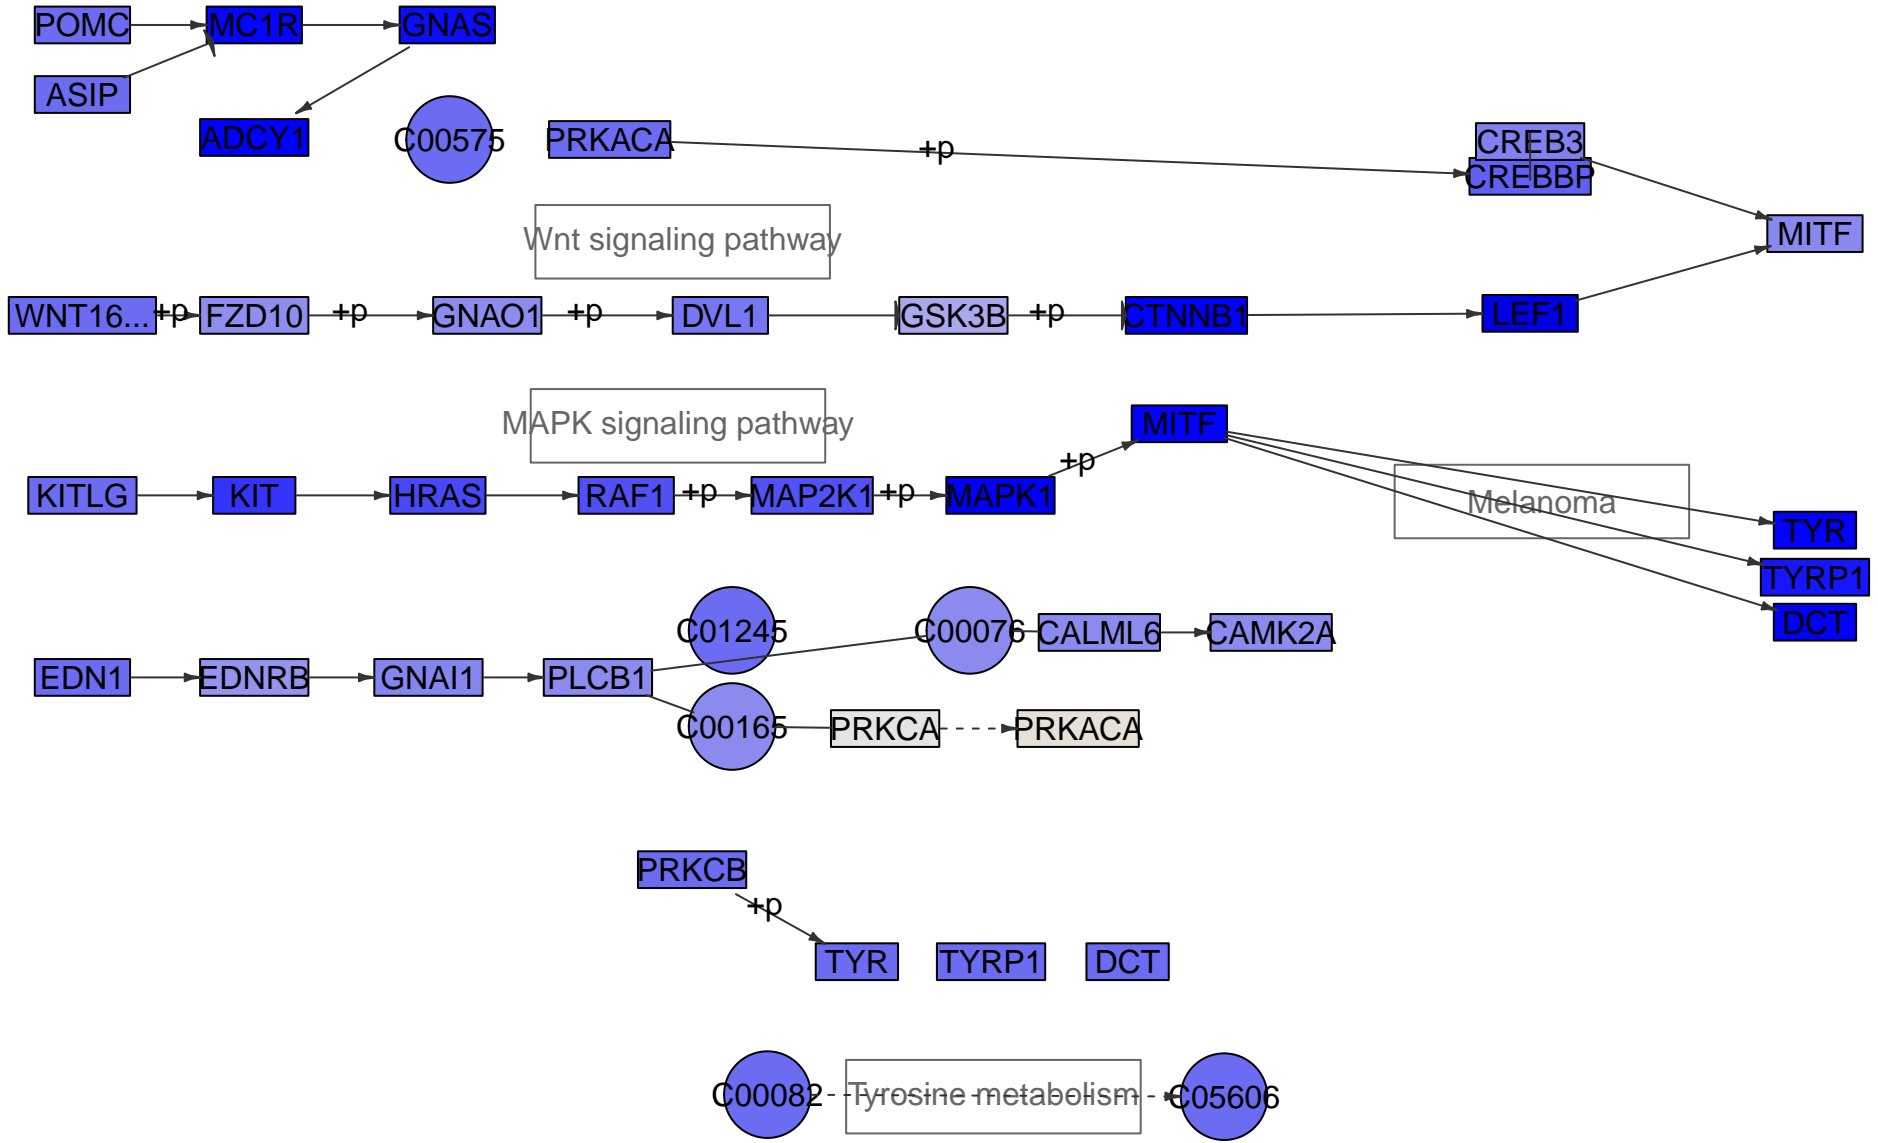 POMC
MC1R
GNAS
ASIP
ADCY1
C00575
PRKACA
+p
CREB3
CREBBP
MITF
Wnt signaling pathway
WNT16...
+p
FZD10
+p
GNAO1
+p
DVL1
GSK3B
+p
CTNNB1
LEF1
MAPK signaling pathway
MITF
+p
KITLG
KIT
HRAS
RAF1
+p
MAP2K1
+p
MAPK1
Melanoma
TYR
TYRP1
DCT
C01245
C00076
CALML6
CAMK2A
EDN1
EDNRB
GNAI1
PLCB1
C00165
PRKCA
PRKACA
PRKCB
+p
TYR
TYRP1
DCT
C00082
Tyrosine metabolism
C05606